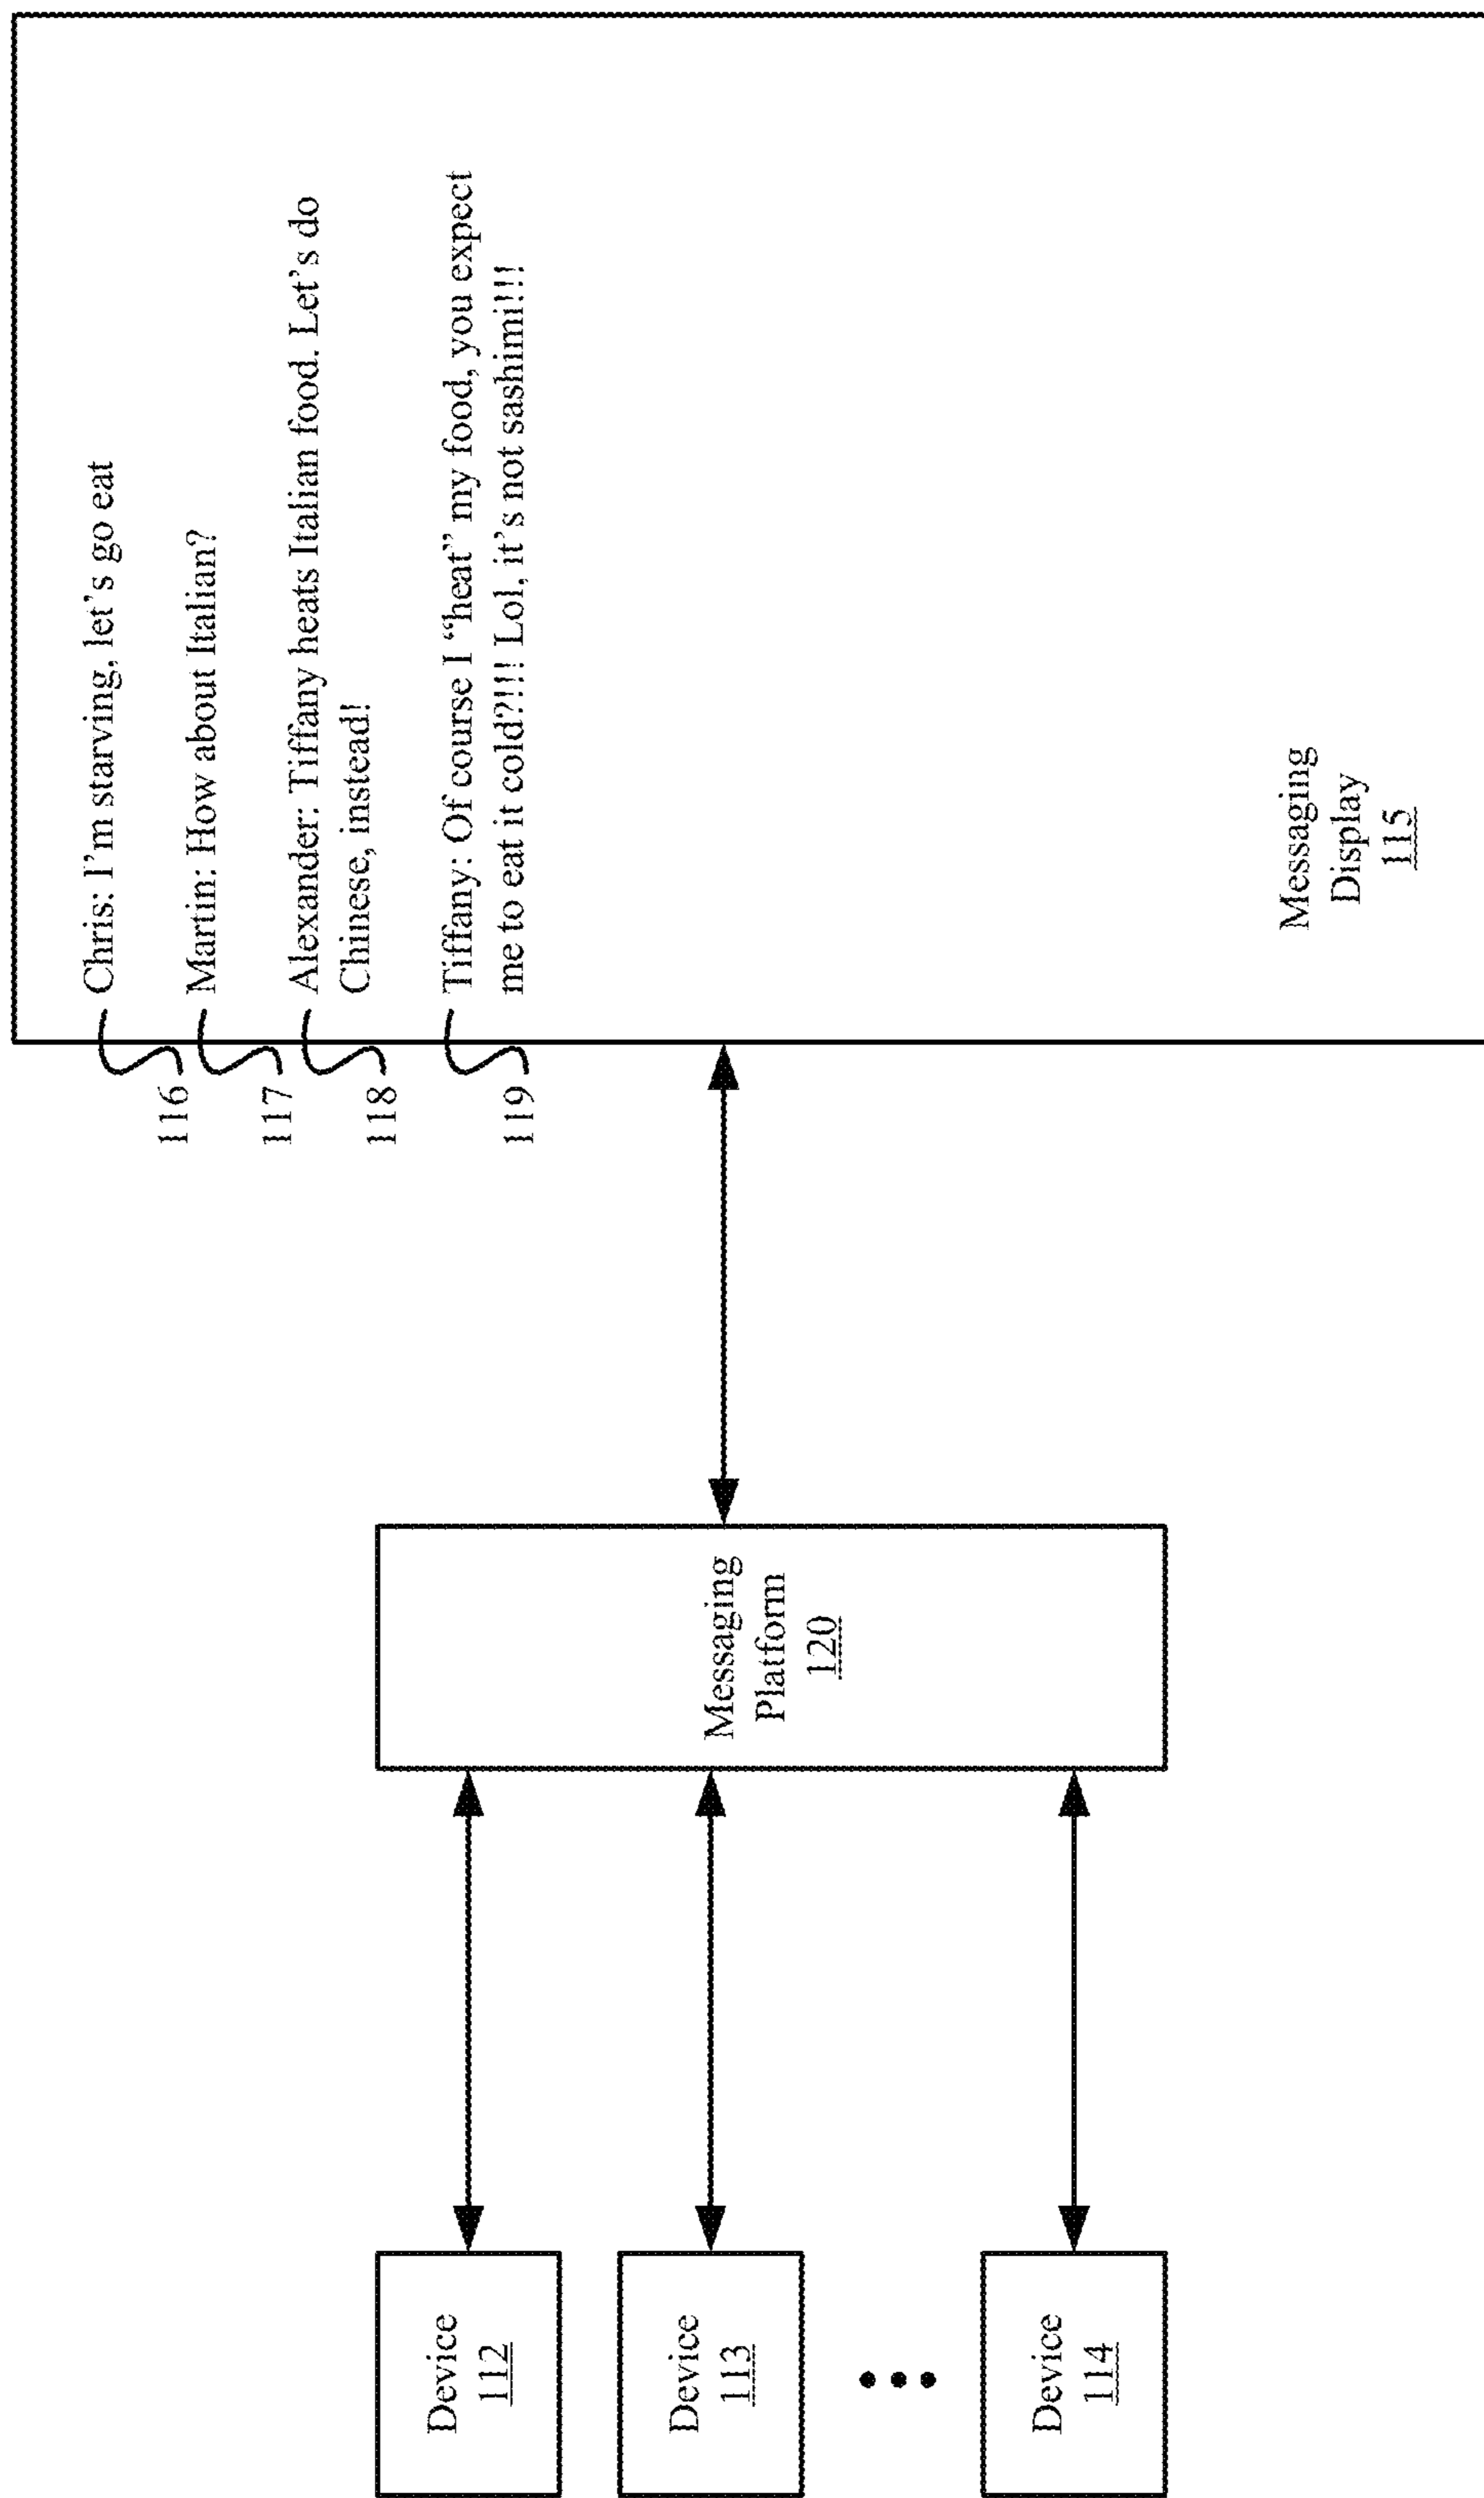 Device
112
Device
113
Device
114
Messaging
Platform
120
116
117
118
119
Chris: I'm starving, let's go eat
Martin: How about Italian?
Alexander: Tiffany heats Italian food. Let's do
Chinese, instead!
Tiffany: Of course I “heat” my food, you expect
me to eat it cold?!!! Lol, it's not sashimi!!!
Messaging
Display
115